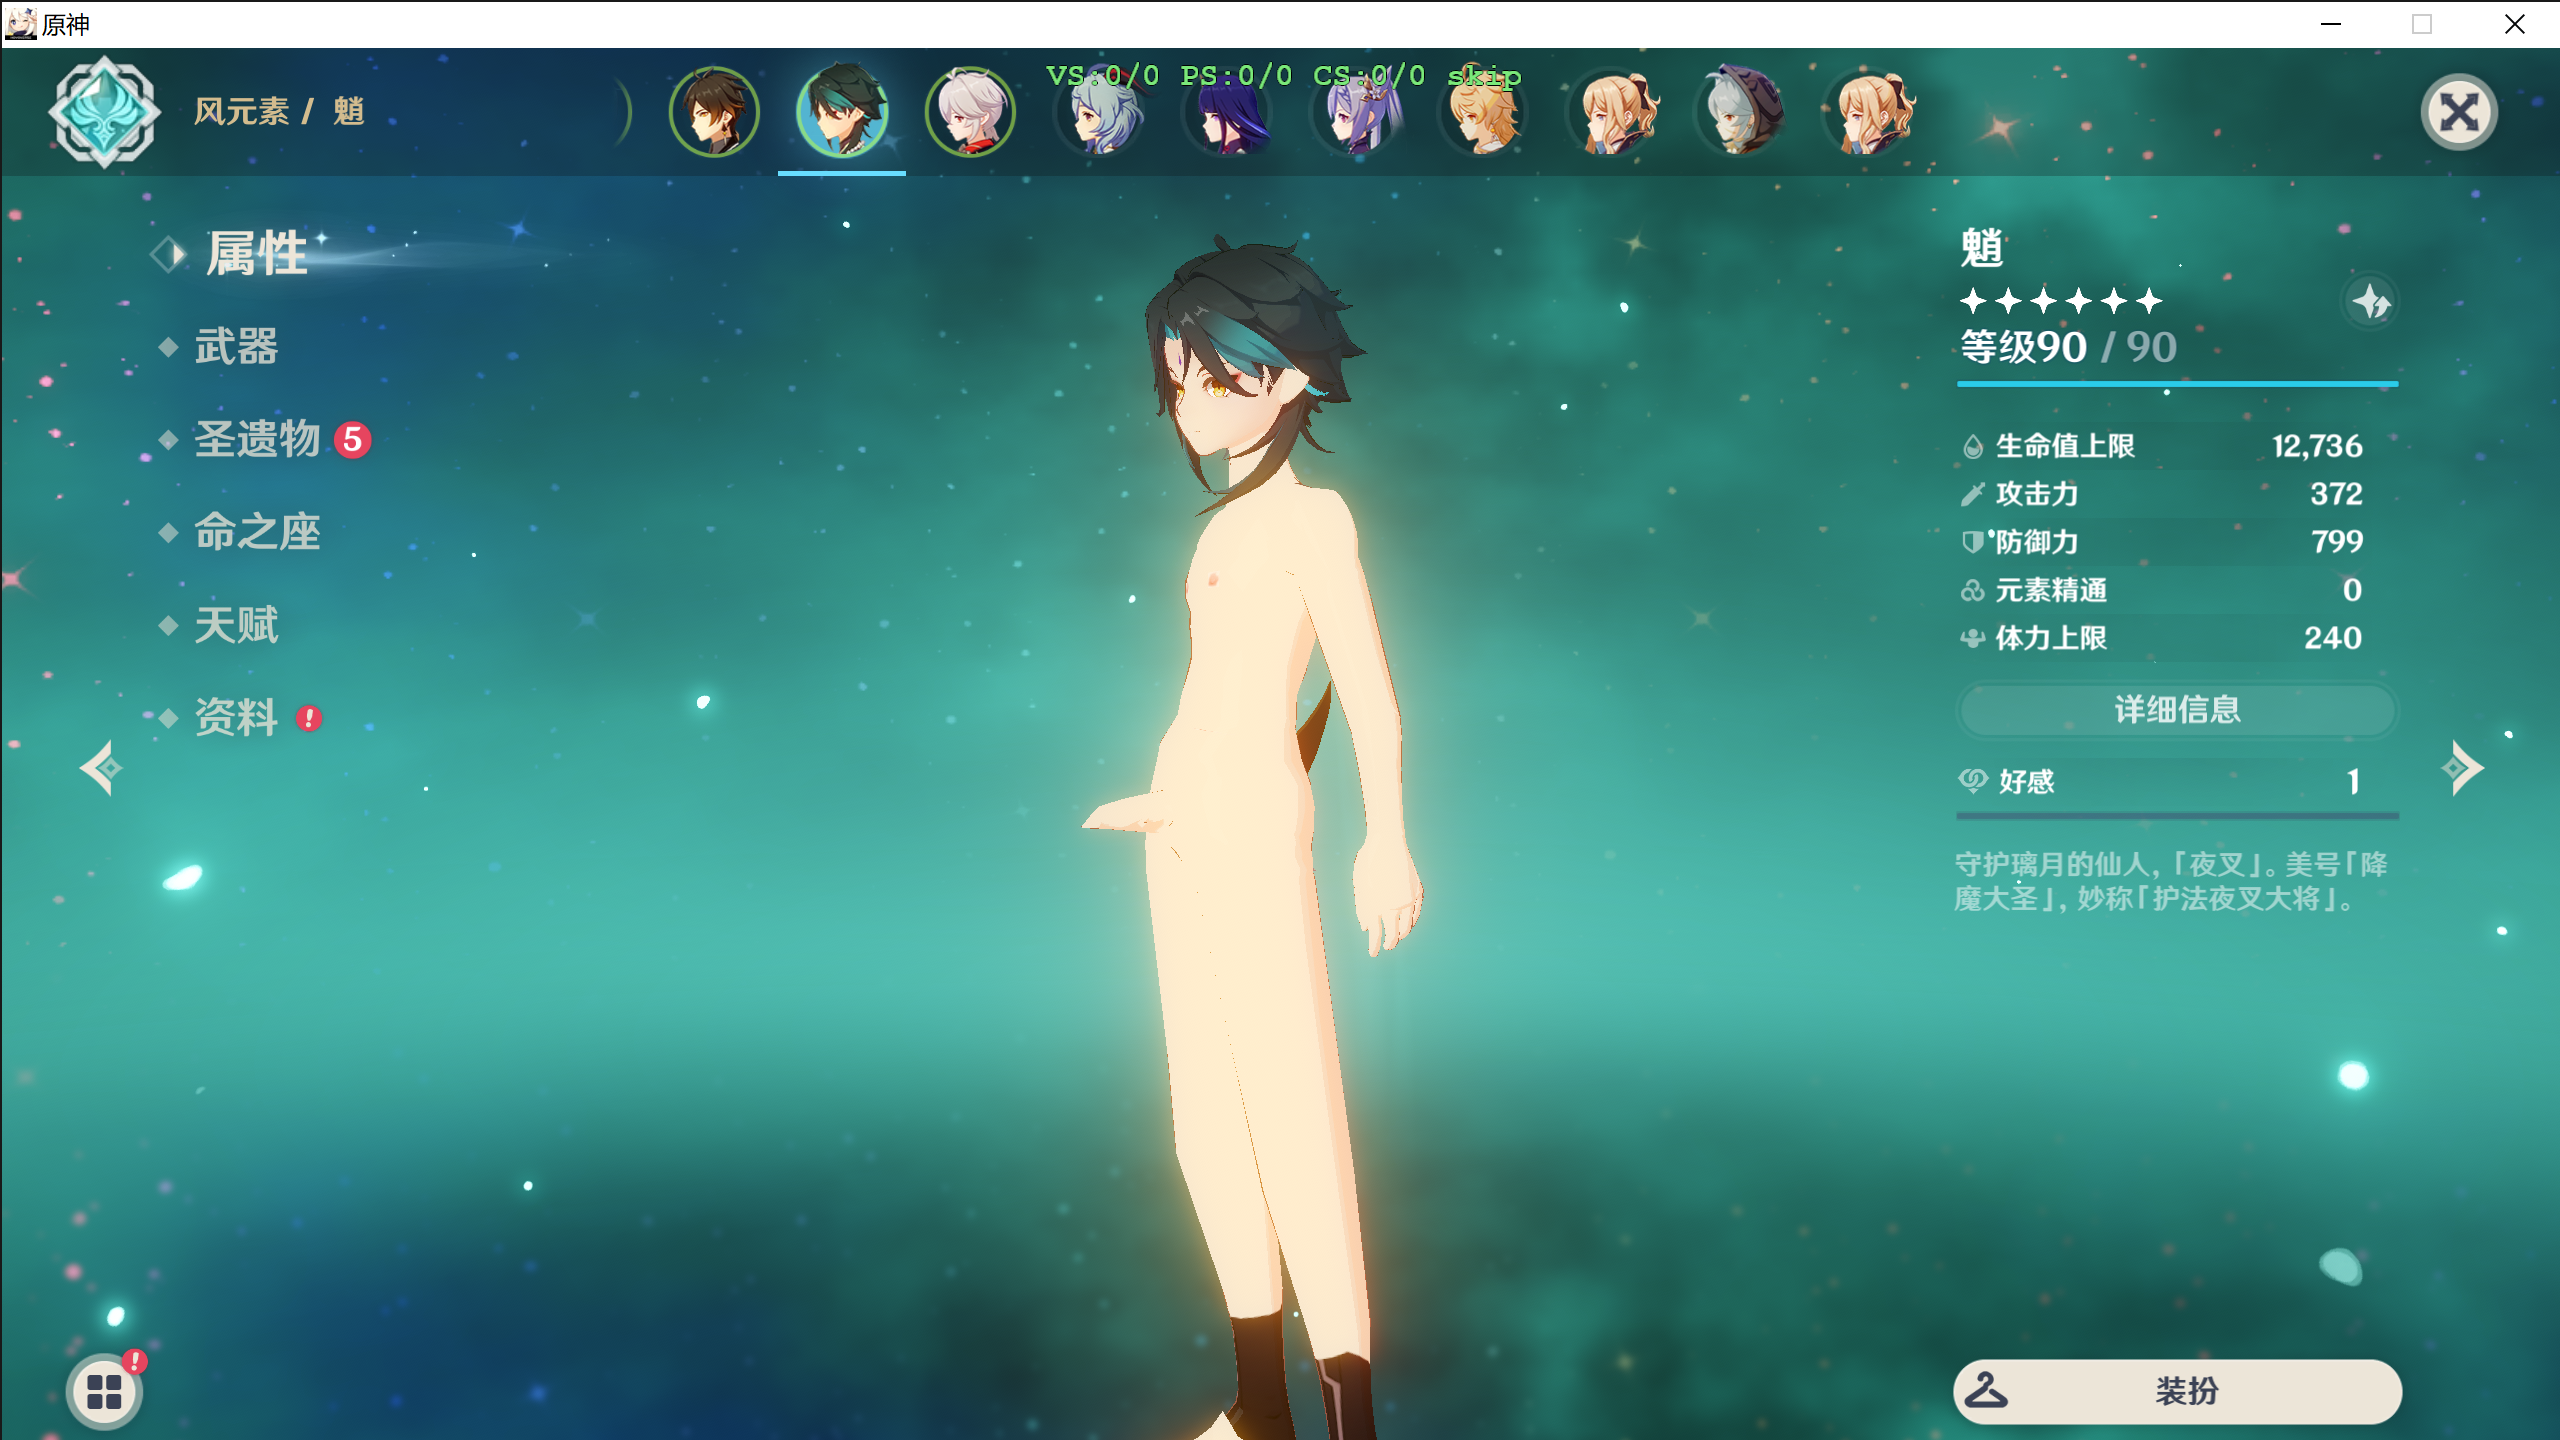 原神
VS:0/0 PS:0/0 CS:0/0 skip
风元素 / 魈
属性
武器
圣遗物 5
命之座
天赋
资料
魈
等级90 / 90
生命值上限 12,736
攻击力 372
防御力 799
元素精通 0
体力上限 240
详细信息
好感 1
守护璃月的仙人，「夜叉」。美号「降
魔大圣」，妙称「护法夜叉大将」。
装扮